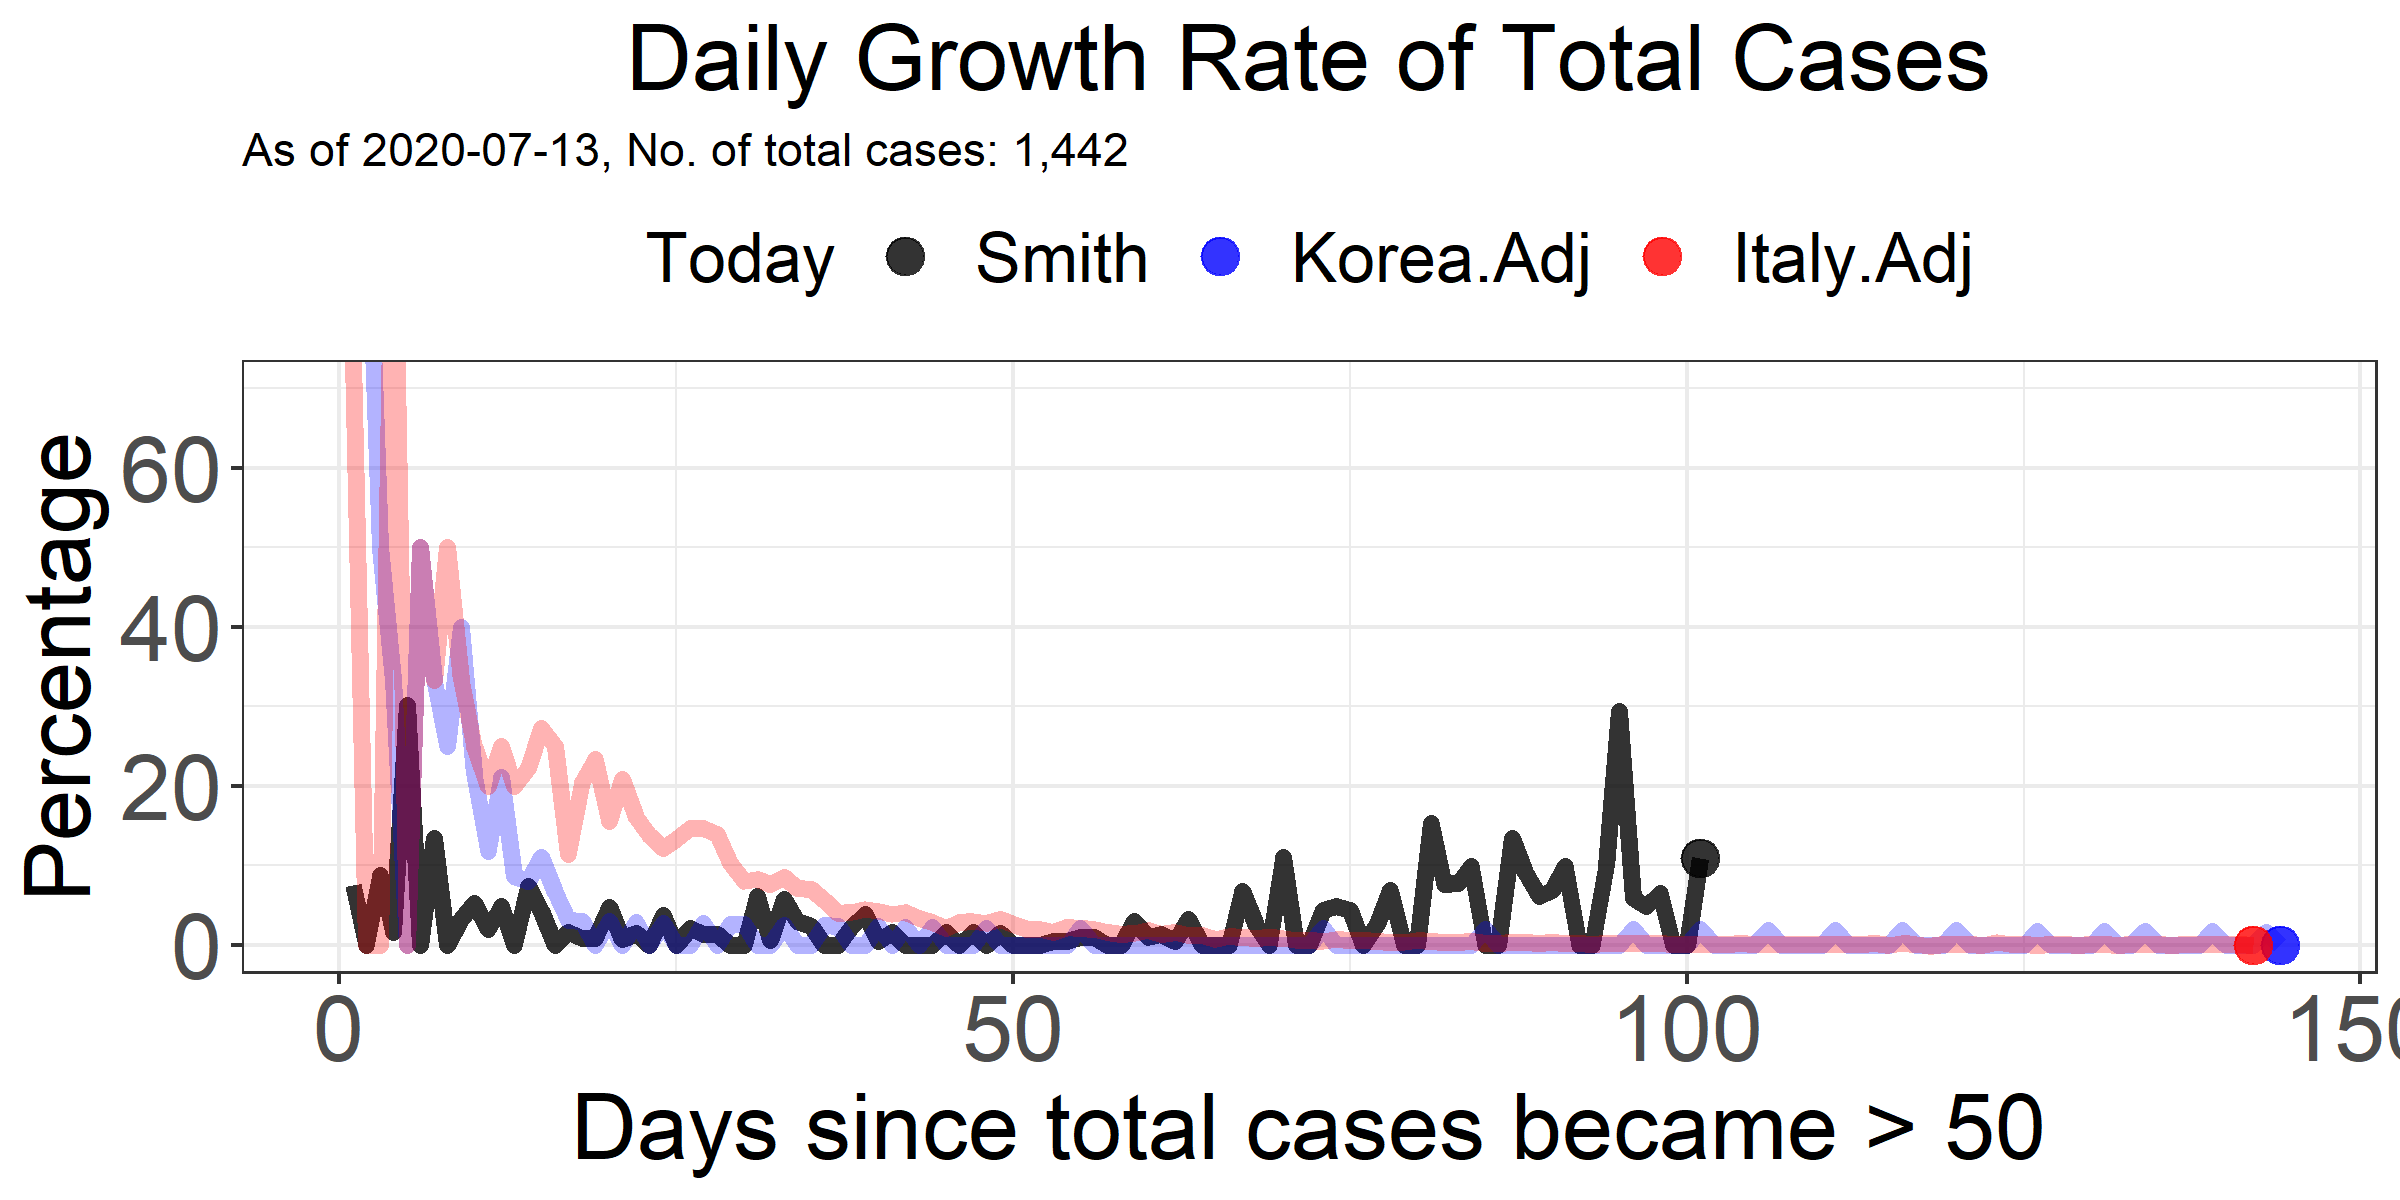 Daily Growth Rate of Total Cases
As of 2020-07-13, No. of total cases: 1,442
Today Smith Korea.Adj Italy.Adj
Percentage
60
40
20
0
0 50 100 150
Days since total cases became > 50